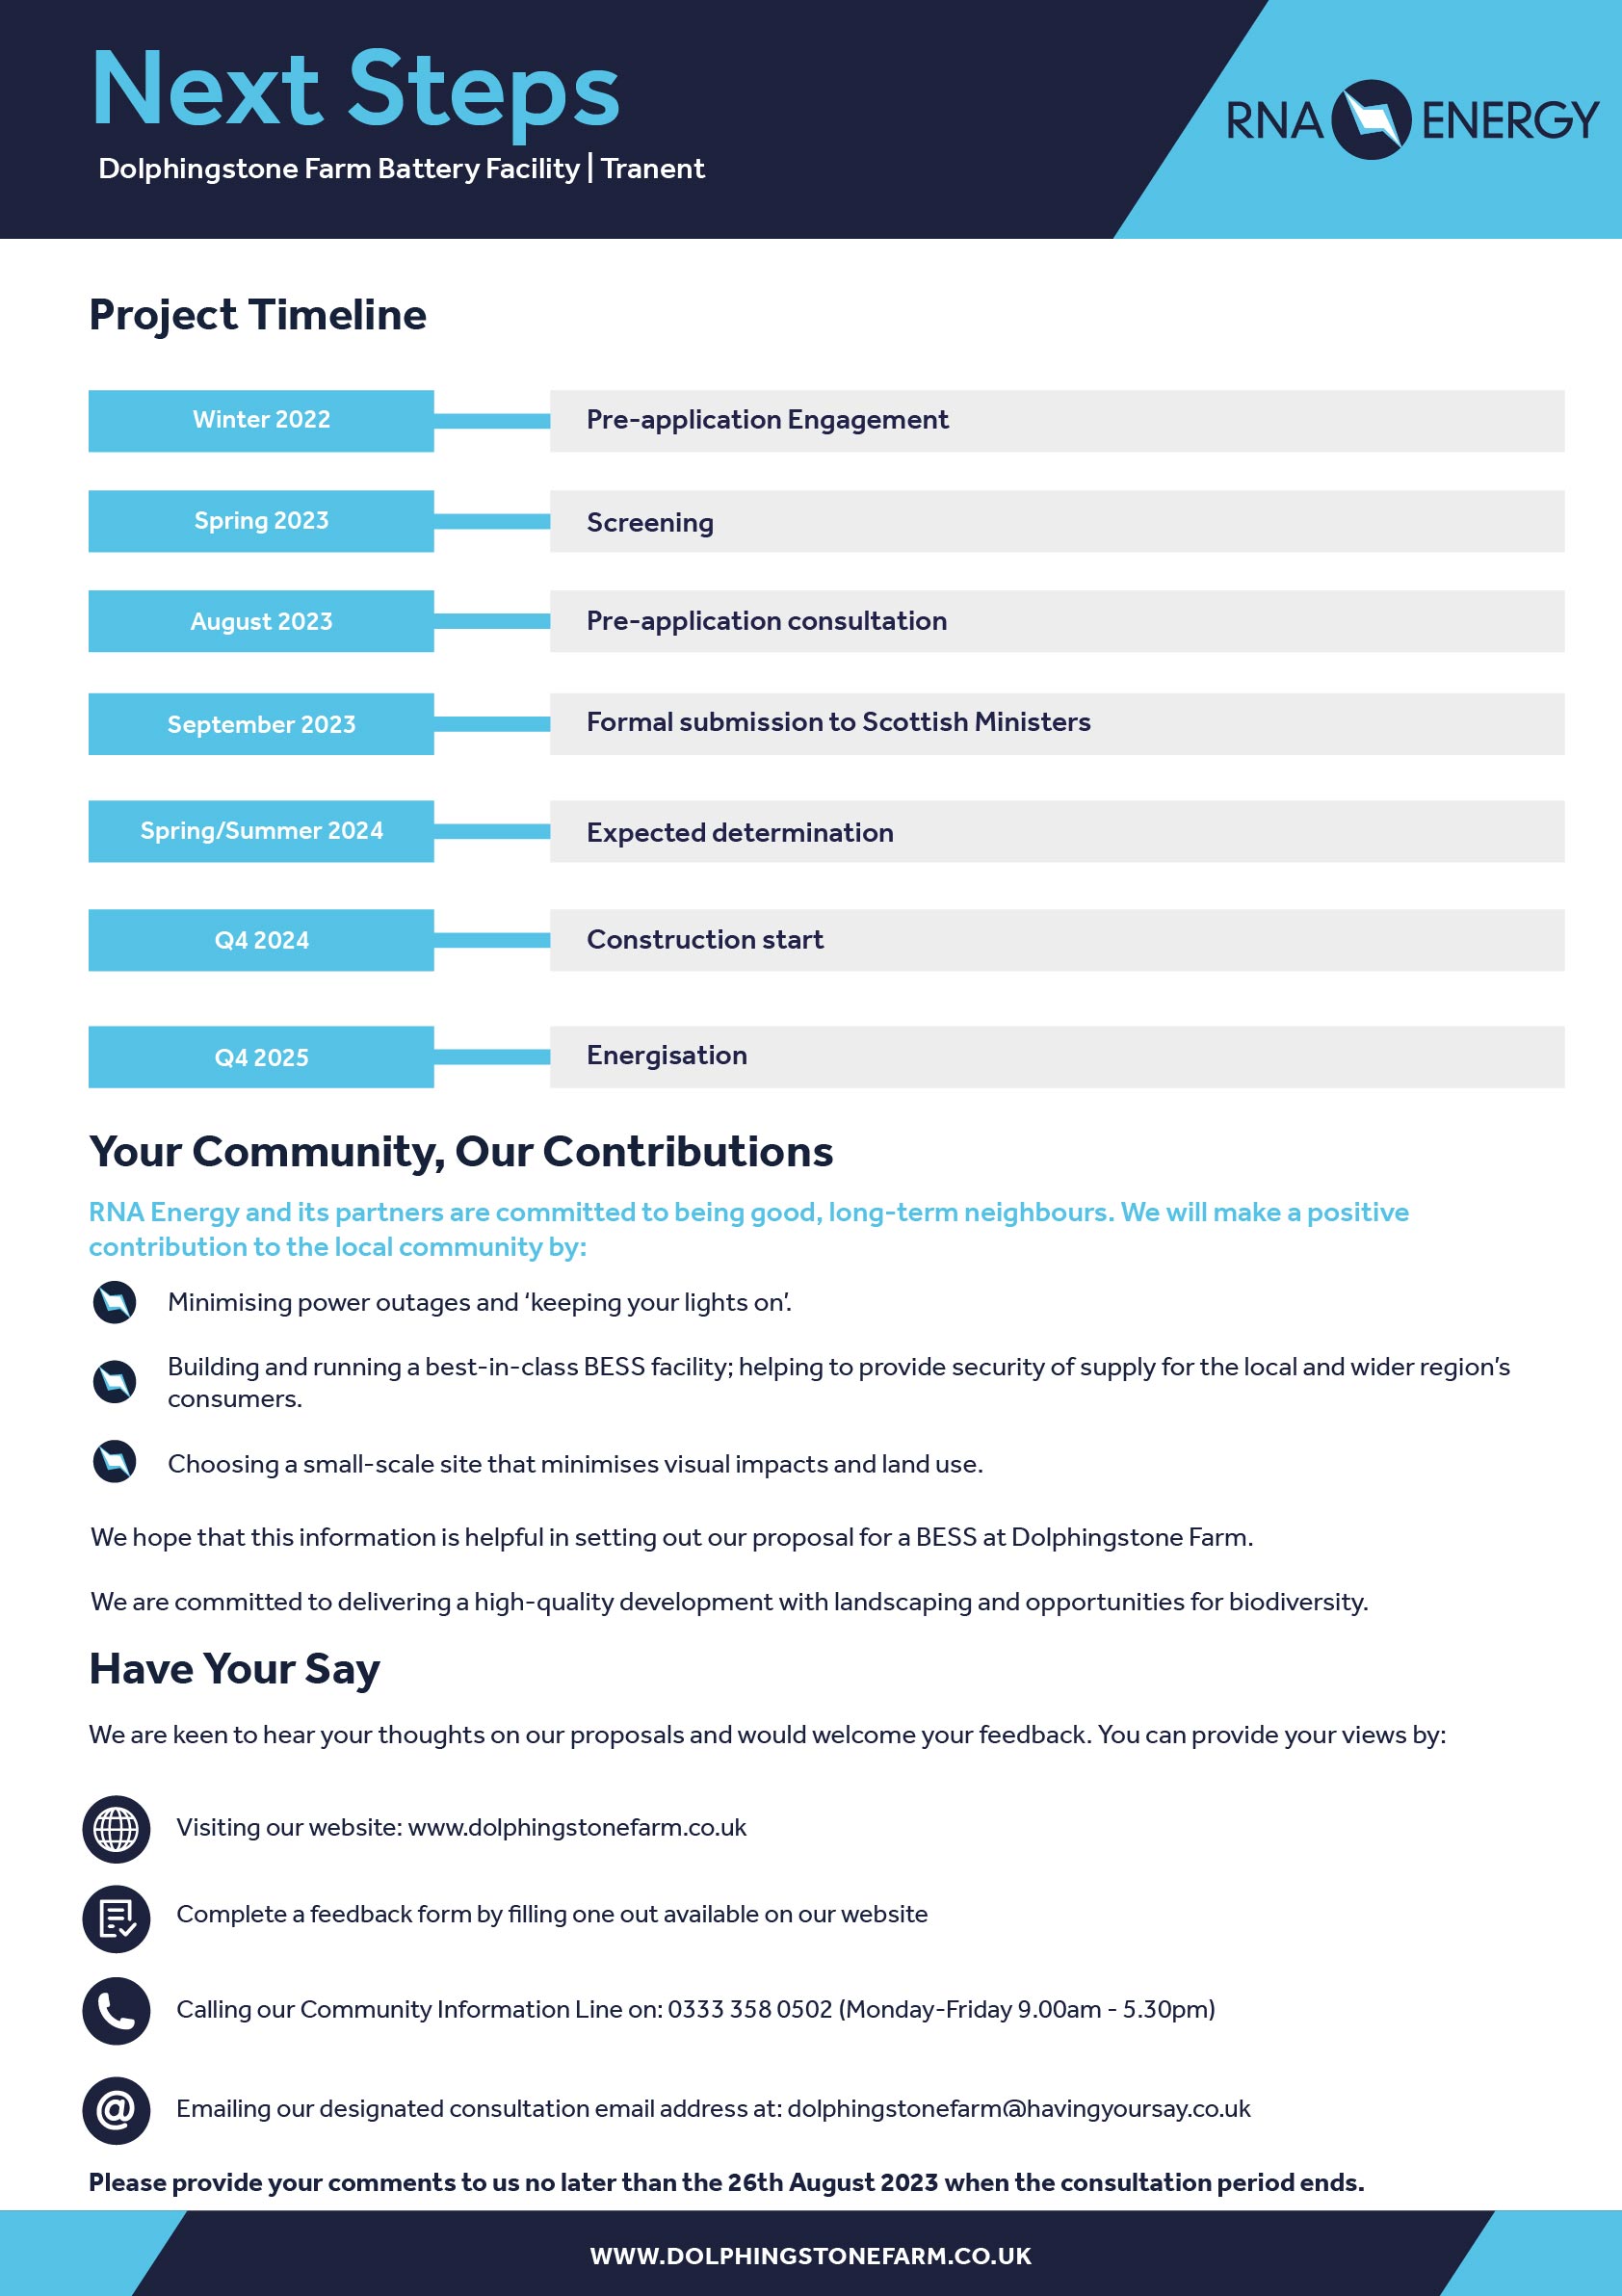 Next Steps
Dolphingstone Farm Battery Facility | Tranent
RNA ENERGY
Project Timeline
Winter 2022 Pre-application Engagement
Spring 2023 Screening
August 2023 Pre-application consultation
September 2023 Formal submission to Scottish Ministers
Spring/Summer 2024 Expected determination
Q4 2024 Construction start
Q4 2025 Energisation
Your Community, Our Contributions
RNA Energy and its partners are committed to being good, long-term neighbours. We will make a positive
contribution to the local community by:
Minimising power outages and ‘keeping your lights on’.
Building and running a best-in-class BESS facility; helping to provide security of supply for the local and wider region’s
consumers.
Choosing a small-scale site that minimises visual impacts and land use.
We hope that this information is helpful in setting out our proposal for a BESS at Dolphingstone Farm.
We are committed to delivering a high-quality development with landscaping and opportunities for biodiversity.
Have Your Say
We are keen to hear your thoughts on our proposals and would welcome your feedback. You can provide your views by:
Visiting our website: www.dolphingstonefarm.co.uk
Complete a feedback form by filling one out available on our website
Calling our Community Information Line on: 0333 358 0502 (Monday-Friday 9.00am - 5.30pm)
@ Emailing our designated consultation email address at: dolphingstonefarm@havingyoursay.co.uk
Please provide your comments to us no later than the 26th August 2023 when the consultation period ends.
WWW.DOLPHINGSTONEFARM.CO.UK